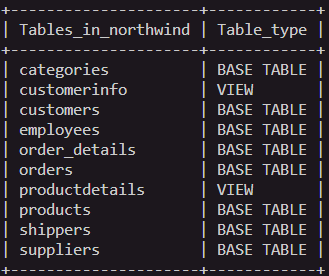 +---------------------+------------+
| Tables_in_northwind | Table_type |
+---------------------+------------+
| categories          | BASE TABLE |
| customerinfo        | VIEW       |
| customers           | BASE TABLE |
| employees           | BASE TABLE |
| order_details       | BASE TABLE |
| orders              | BASE TABLE |
| productdetails      | VIEW       |
| products            | BASE TABLE |
| shippers            | BASE TABLE |
| suppliers           | BASE TABLE |
+---------------------+------------+